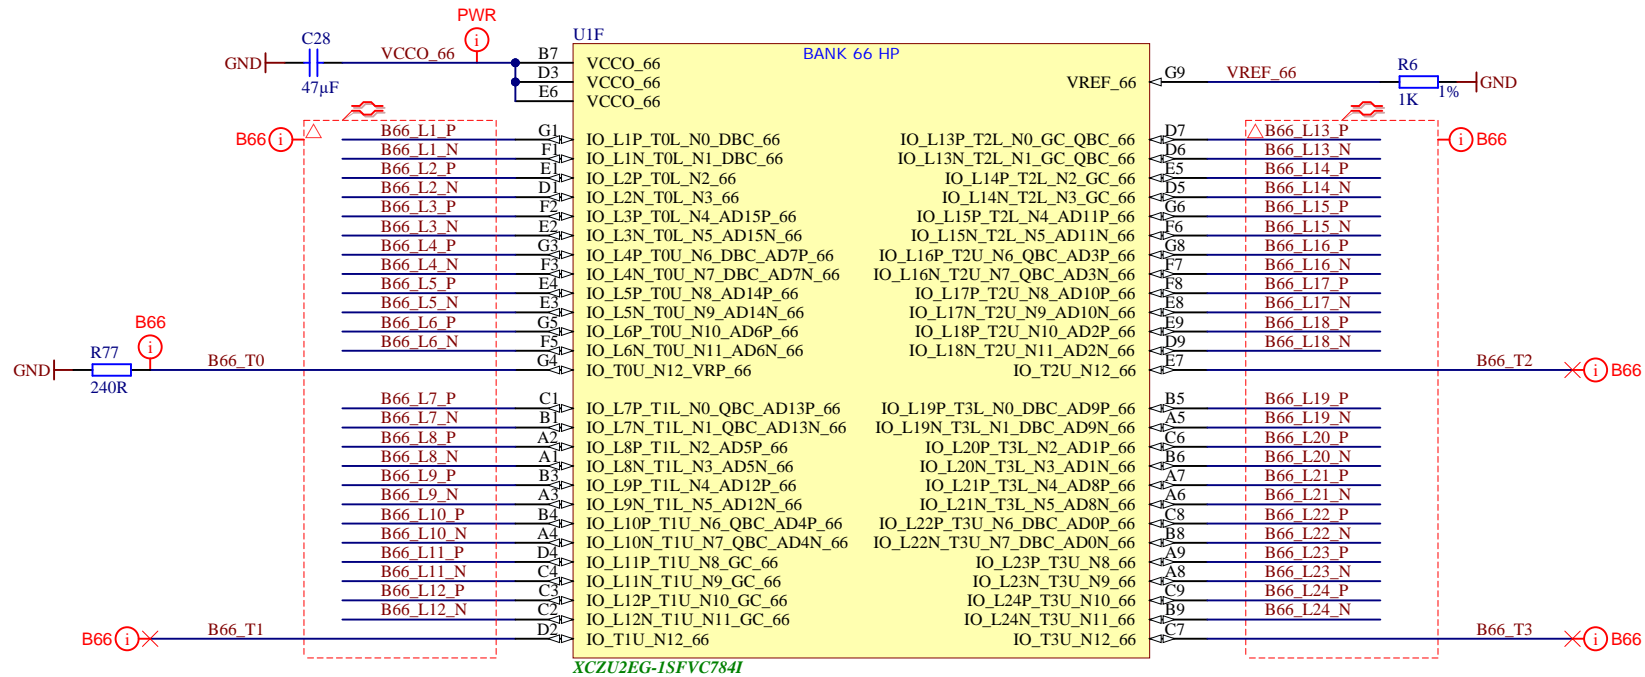 PWR
U1F
BANK 66 HP
C28
GND VCCO_66 B7 VCCO_66
47µF
D3 VCCO_66
E6 VCCO_66
VREF_66 G9 VREF_66 R6 GND
1K 1%
B66 B66_L1_P G1 IO_L1P_T0L_N0_DBC_66 IO_L13P_T2L_N0_GC_QBC_66 D7 B66_L13_P B66
B66_L1_N F1 IO_L1N_T0L_N1_DBC_66 IO_L13N_T2L_N1_GC_QBC_66 D6 B66_L13_N
B66_L2_P E1 IO_L2P_T0L_N2_66 IO_L14P_T2L_N2_GC_66 E5 B66_L14_P
B66_L2_N D1 IO_L2N_T0L_N3_66 IO_L14N_T2L_N3_GC_66 D5 B66_L14_N
B66_L3_P F2 IO_L3P_T0L_N4_AD15P_66 IO_L15P_T2L_N4_AD11P_66 G6 B66_L15_P
B66_L3_N E2 IO_L3N_T0L_N5_AD15N_66 IO_L15N_T2L_N5_AD11N_66 F6 B66_L15_N
B66_L4_P G3 IO_L4P_T0U_N6_DBC_AD7P_66 IO_L16P_T2U_N6_QBC_AD3P_66 G8 B66_L16_P
B66_L4_N F3 IO_L4N_T0U_N7_DBC_AD7N_66 IO_L16N_T2U_N7_QBC_AD3N_66 F7 B66_L16_N
B66_L5_P E4 IO_L5P_T0U_N8_AD14P_66 IO_L17P_T2U_N8_AD10P_66 F8 B66_L17_P
B66_L5_N E3 IO_L5N_T0U_N9_AD14N_66 IO_L17N_T2U_N9_AD10N_66 E8 B66_L17_N
B66_L6_P G5 IO_L6P_T0U_N10_AD6P_66 IO_L18P_T2U_N10_AD2P_66 E9 B66_L18_P
B66_L6_N F5 IO_L6N_T0U_N11_AD6N_66 IO_L18N_T2U_N11_AD2N_66 D9 B66_L18_N
B66
R77
GND B66_T0 G4 IO_T0U_N12_VRP_66 IO_T2U_N12_66 E7 B66_T2 B66
240R
B66_L7_P C1 IO_L7P_T1L_N0_QBC_AD13P_66 IO_L19P_T3L_N0_DBC_AD9P_66 B5 B66_L19_P
B66_L7_N B1 IO_L7N_T1L_N1_QBC_AD13N_66 IO_L19N_T3L_N1_DBC_AD9N_66 A5 B66_L19_N
B66_L8_P A2 IO_L8P_T1L_N2_AD5P_66 IO_L20P_T3L_N2_AD1P_66 C6 B66_L20_P
B66_L8_N A1 IO_L8N_T1L_N3_AD5N_66 IO_L20N_T3L_N3_AD1N_66 B6 B66_L20_N
B66_L9_P B3 IO_L9P_T1L_N4_AD12P_66 IO_L21P_T3L_N4_AD8P_66 A7 B66_L21_P
B66_L9_N A3 IO_L9N_T1L_N5_AD12N_66 IO_L21N_T3L_N5_AD8N_66 A6 B66_L21_N
B66_L10_P B4 IO_L10P_T1U_N6_QBC_AD4P_66 IO_L22P_T3U_N6_DBC_AD0P_66 C8 B66_L22_P
B66_L10_N A4 IO_L10N_T1U_N7_QBC_AD4N_66 IO_L22N_T3U_N7_DBC_AD0N_66 B8 B66_L22_N
B66_L11_P D4 IO_L11P_T1U_N8_GC_66 IO_L23P_T3U_N8_66 A9 B66_L23_P
B66_L11_N C4 IO_L11N_T1U_N9_GC_66 IO_L23N_T3U_N9_66 A8 B66_L23_N
B66_L12_P C3 IO_L12P_T1U_N10_GC_66 IO_L24P_T3U_N10_66 C9 B66_L24_P
B66_L12_N C2 IO_L12N_T1U_N11_GC_66 IO_L24N_T3U_N11_66 B9 B66_L24_N
B66 B66_T1 D2 IO_T1U_N12_66 IO_T3U_N12_66 C7 B66_T3 B66
XCZU2EG-1SFVC784I